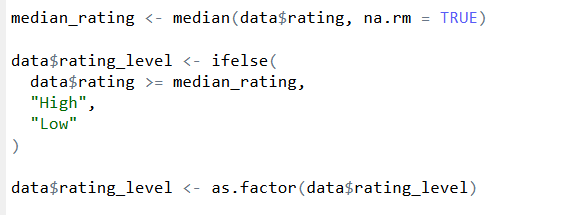 median_rating <- median(data$rating, na.rm = TRUE)
data$rating_level <- ifelse(
  data$rating >= median_rating,
  "High",
  "Low"
)
data$rating_level <- as.factor(data$rating_level)